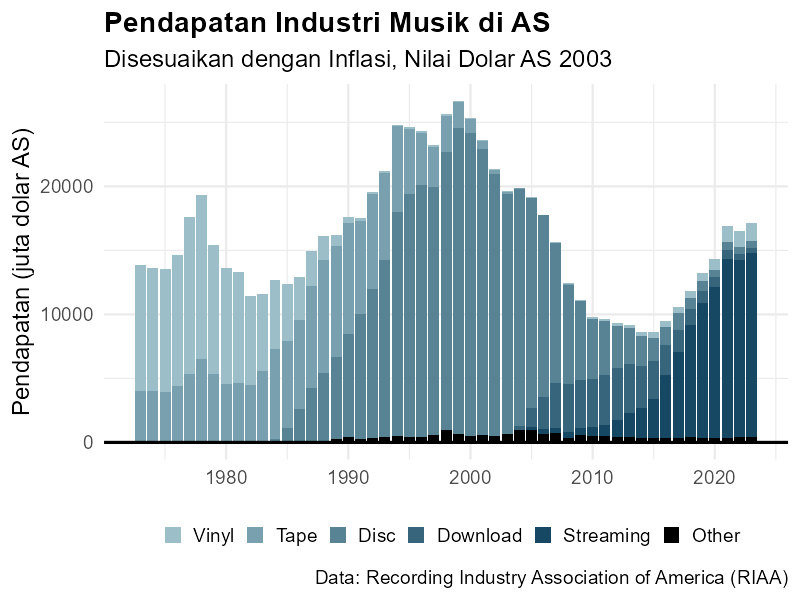 Pendapatan Industri Musik di AS
Disesuaikan dengan Inflasi, Nilai Dolar AS 2003
Pendapatan (juta dolar AS)
20000
10000
0
1980 1990 2000 2010 2020
Vinyl Tape Disc Download Streaming Other
Data: Recording Industry Association of America (RIAA)